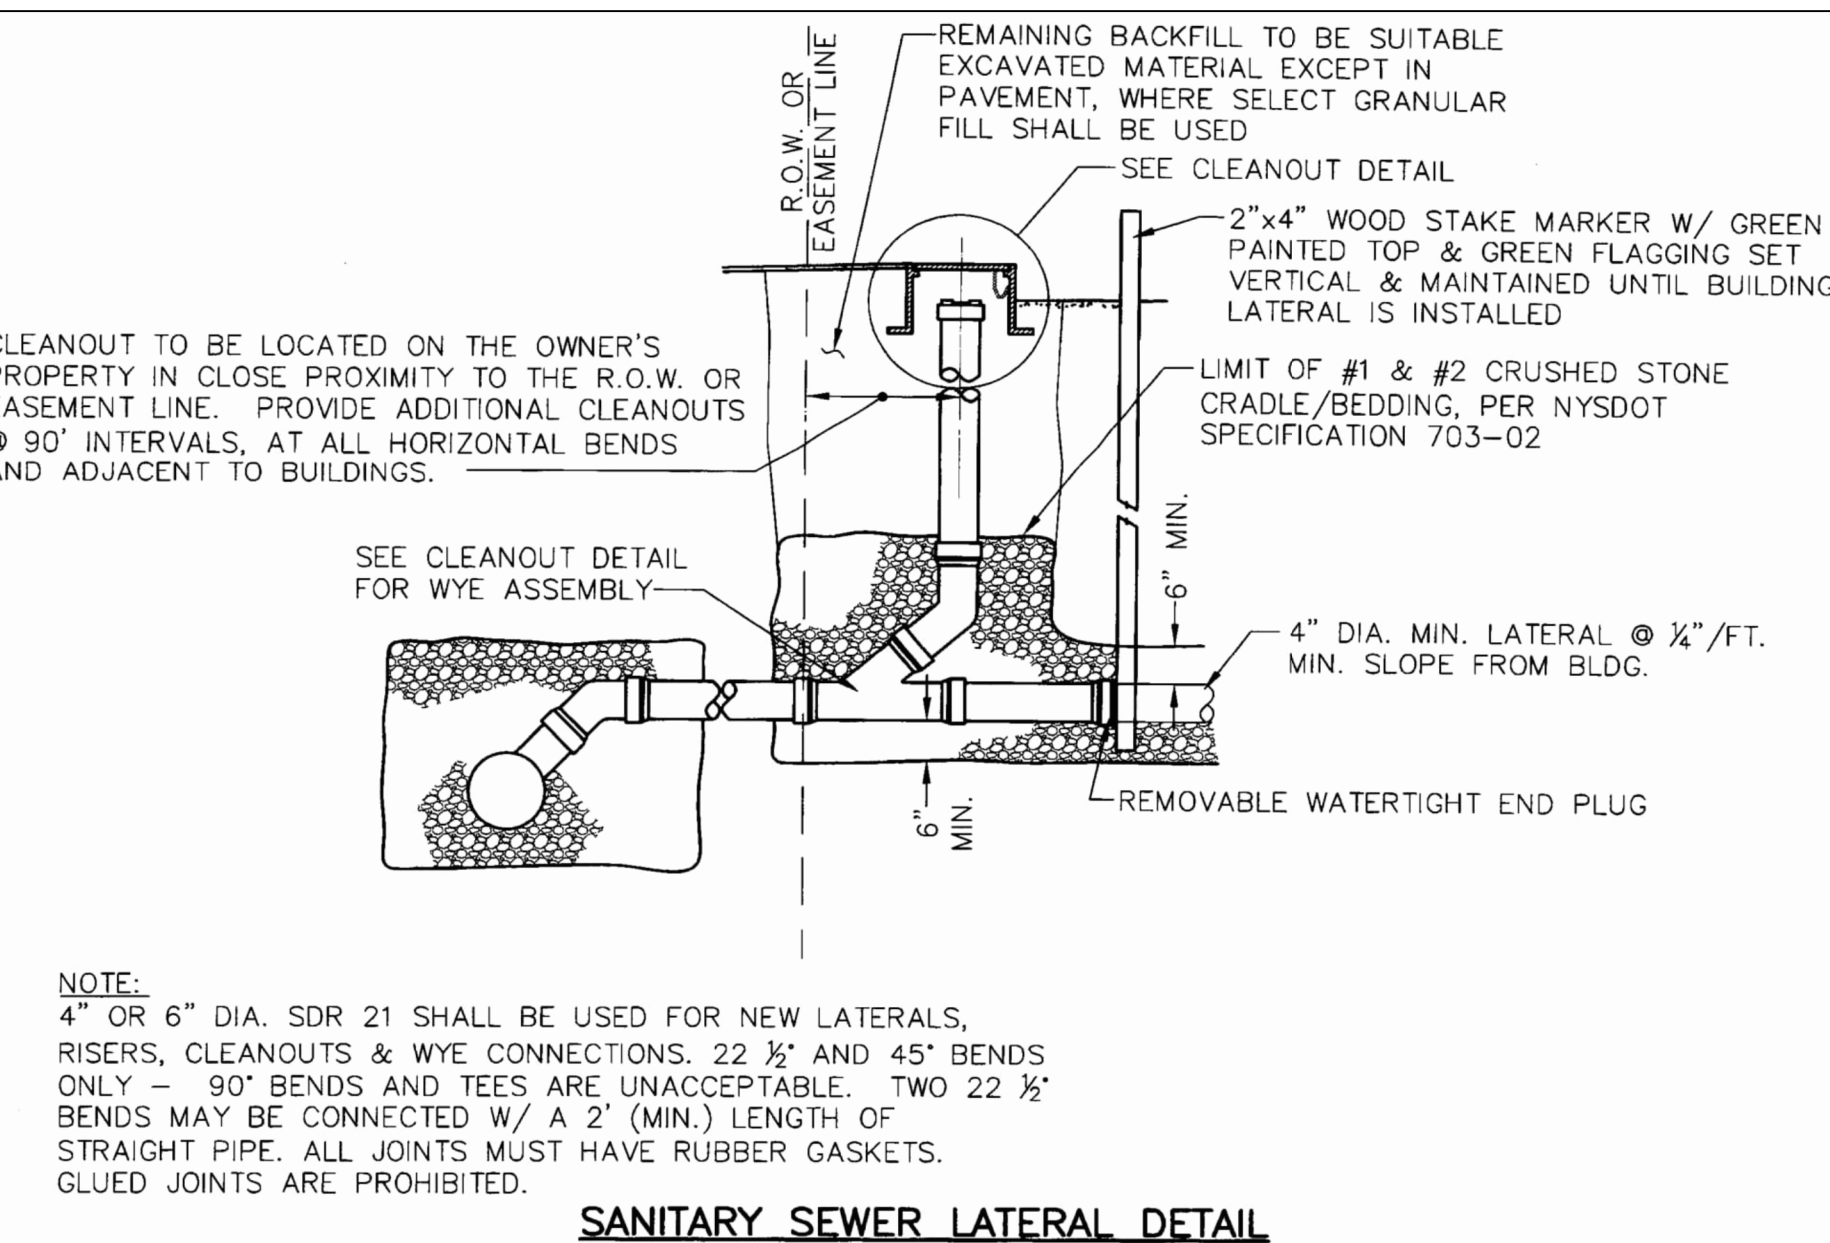 R.O.W. OR
EASEMENT LINE
REMAINING BACKFILL TO BE SUITABLE
EXCAVATED MATERIAL EXCEPT IN
PAVEMENT, WHERE SELECT GRANULAR
FILL SHALL BE USED
SEE CLEANOUT DETAIL
2"x4" WOOD STAKE MARKER W/ GREEN
PAINTED TOP & GREEN FLAGGING SET
VERTICAL & MAINTAINED UNTIL BUILDING
LATERAL IS INSTALLED
CLEANOUT TO BE LOCATED ON THE OWNER'S
PROPERTY IN CLOSE PROXIMITY TO THE R.O.W. OR
EASEMENT LINE. PROVIDE ADDITIONAL CLEANOUTS
@ 90' INTERVALS, AT ALL HORIZONTAL BENDS
AND ADJACENT TO BUILDINGS.
LIMIT OF #1 & #2 CRUSHED STONE
CRADLE/BEDDING, PER NYSDOT
SPECIFICATION 703-02
6" MIN.
SEE CLEANOUT DETAIL
FOR WYE ASSEMBLY
4" DIA. MIN. LATERAL @ ¼"/FT.
MIN. SLOPE FROM BLDG.
6"
MIN.
REMOVABLE WATERTIGHT END PLUG
NOTE:
4" OR 6" DIA. SDR 21 SHALL BE USED FOR NEW LATERALS,
RISERS, CLEANOUTS & WYE CONNECTIONS. 22 ½° AND 45° BENDS
ONLY – 90° BENDS AND TEES ARE UNACCEPTABLE. TWO 22 ½°
BENDS MAY BE CONNECTED W/ A 2' (MIN.) LENGTH OF
STRAIGHT PIPE. ALL JOINTS MUST HAVE RUBBER GASKETS.
GLUED JOINTS ARE PROHIBITED.
SANITARY SEWER LATERAL DETAIL